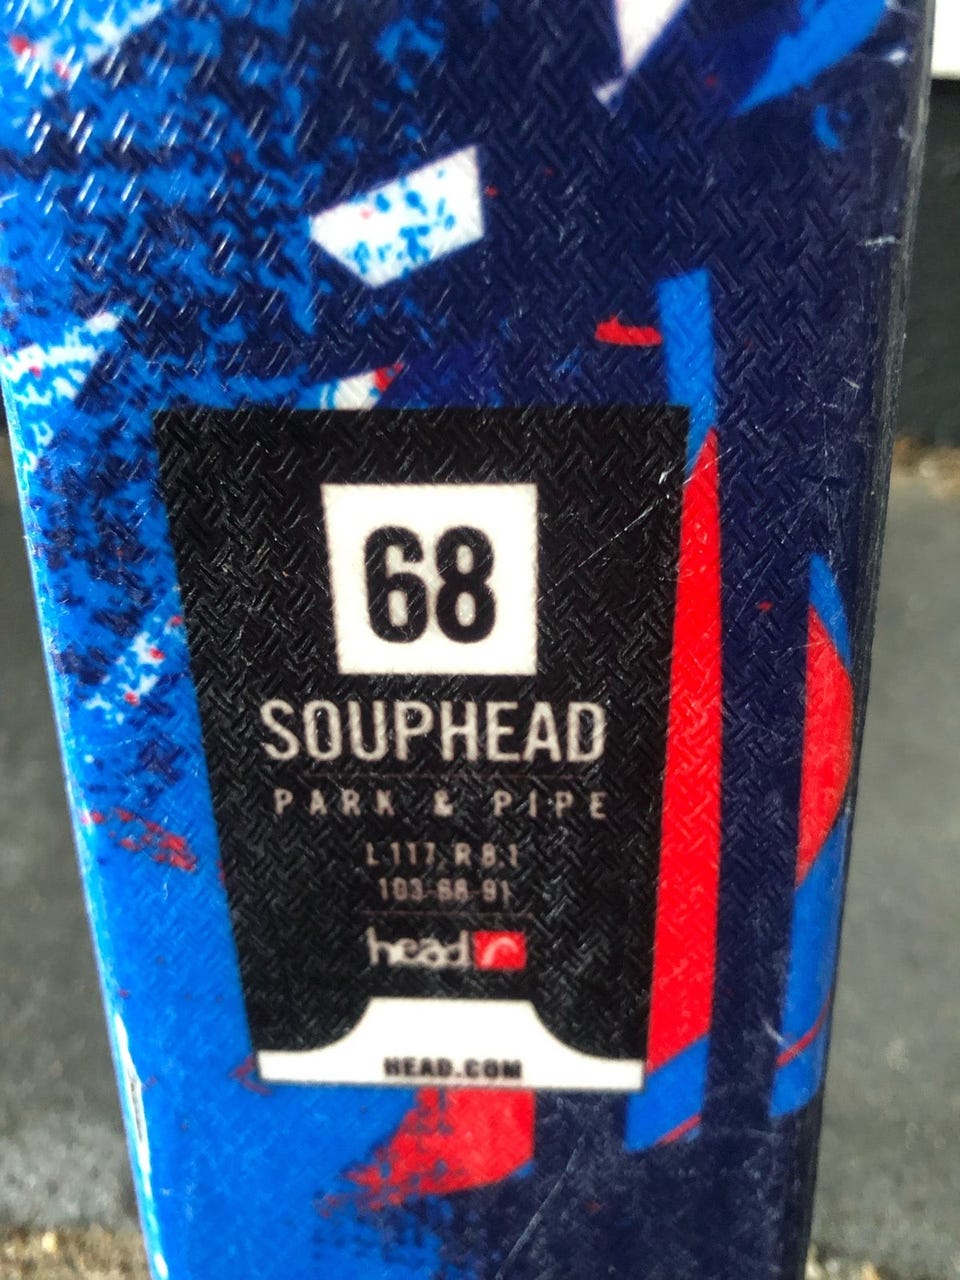 68
SOUPHEAD
PARK & PIPE
L 117, R 8.1
103-68-91
head
HEAD.COM